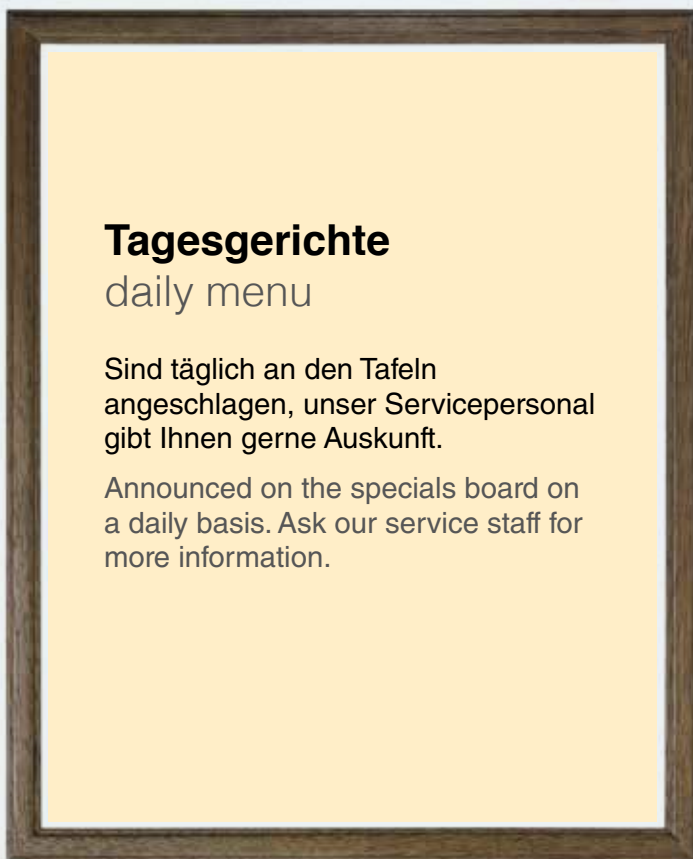 Tagesgerichte
daily menu
Sind täglich an den Tafeln
angeschlagen, unser Servicepersonal
gibt Ihnen gerne Auskunft.
Announced on the specials board on
a daily basis. Ask our service staff for
more information.